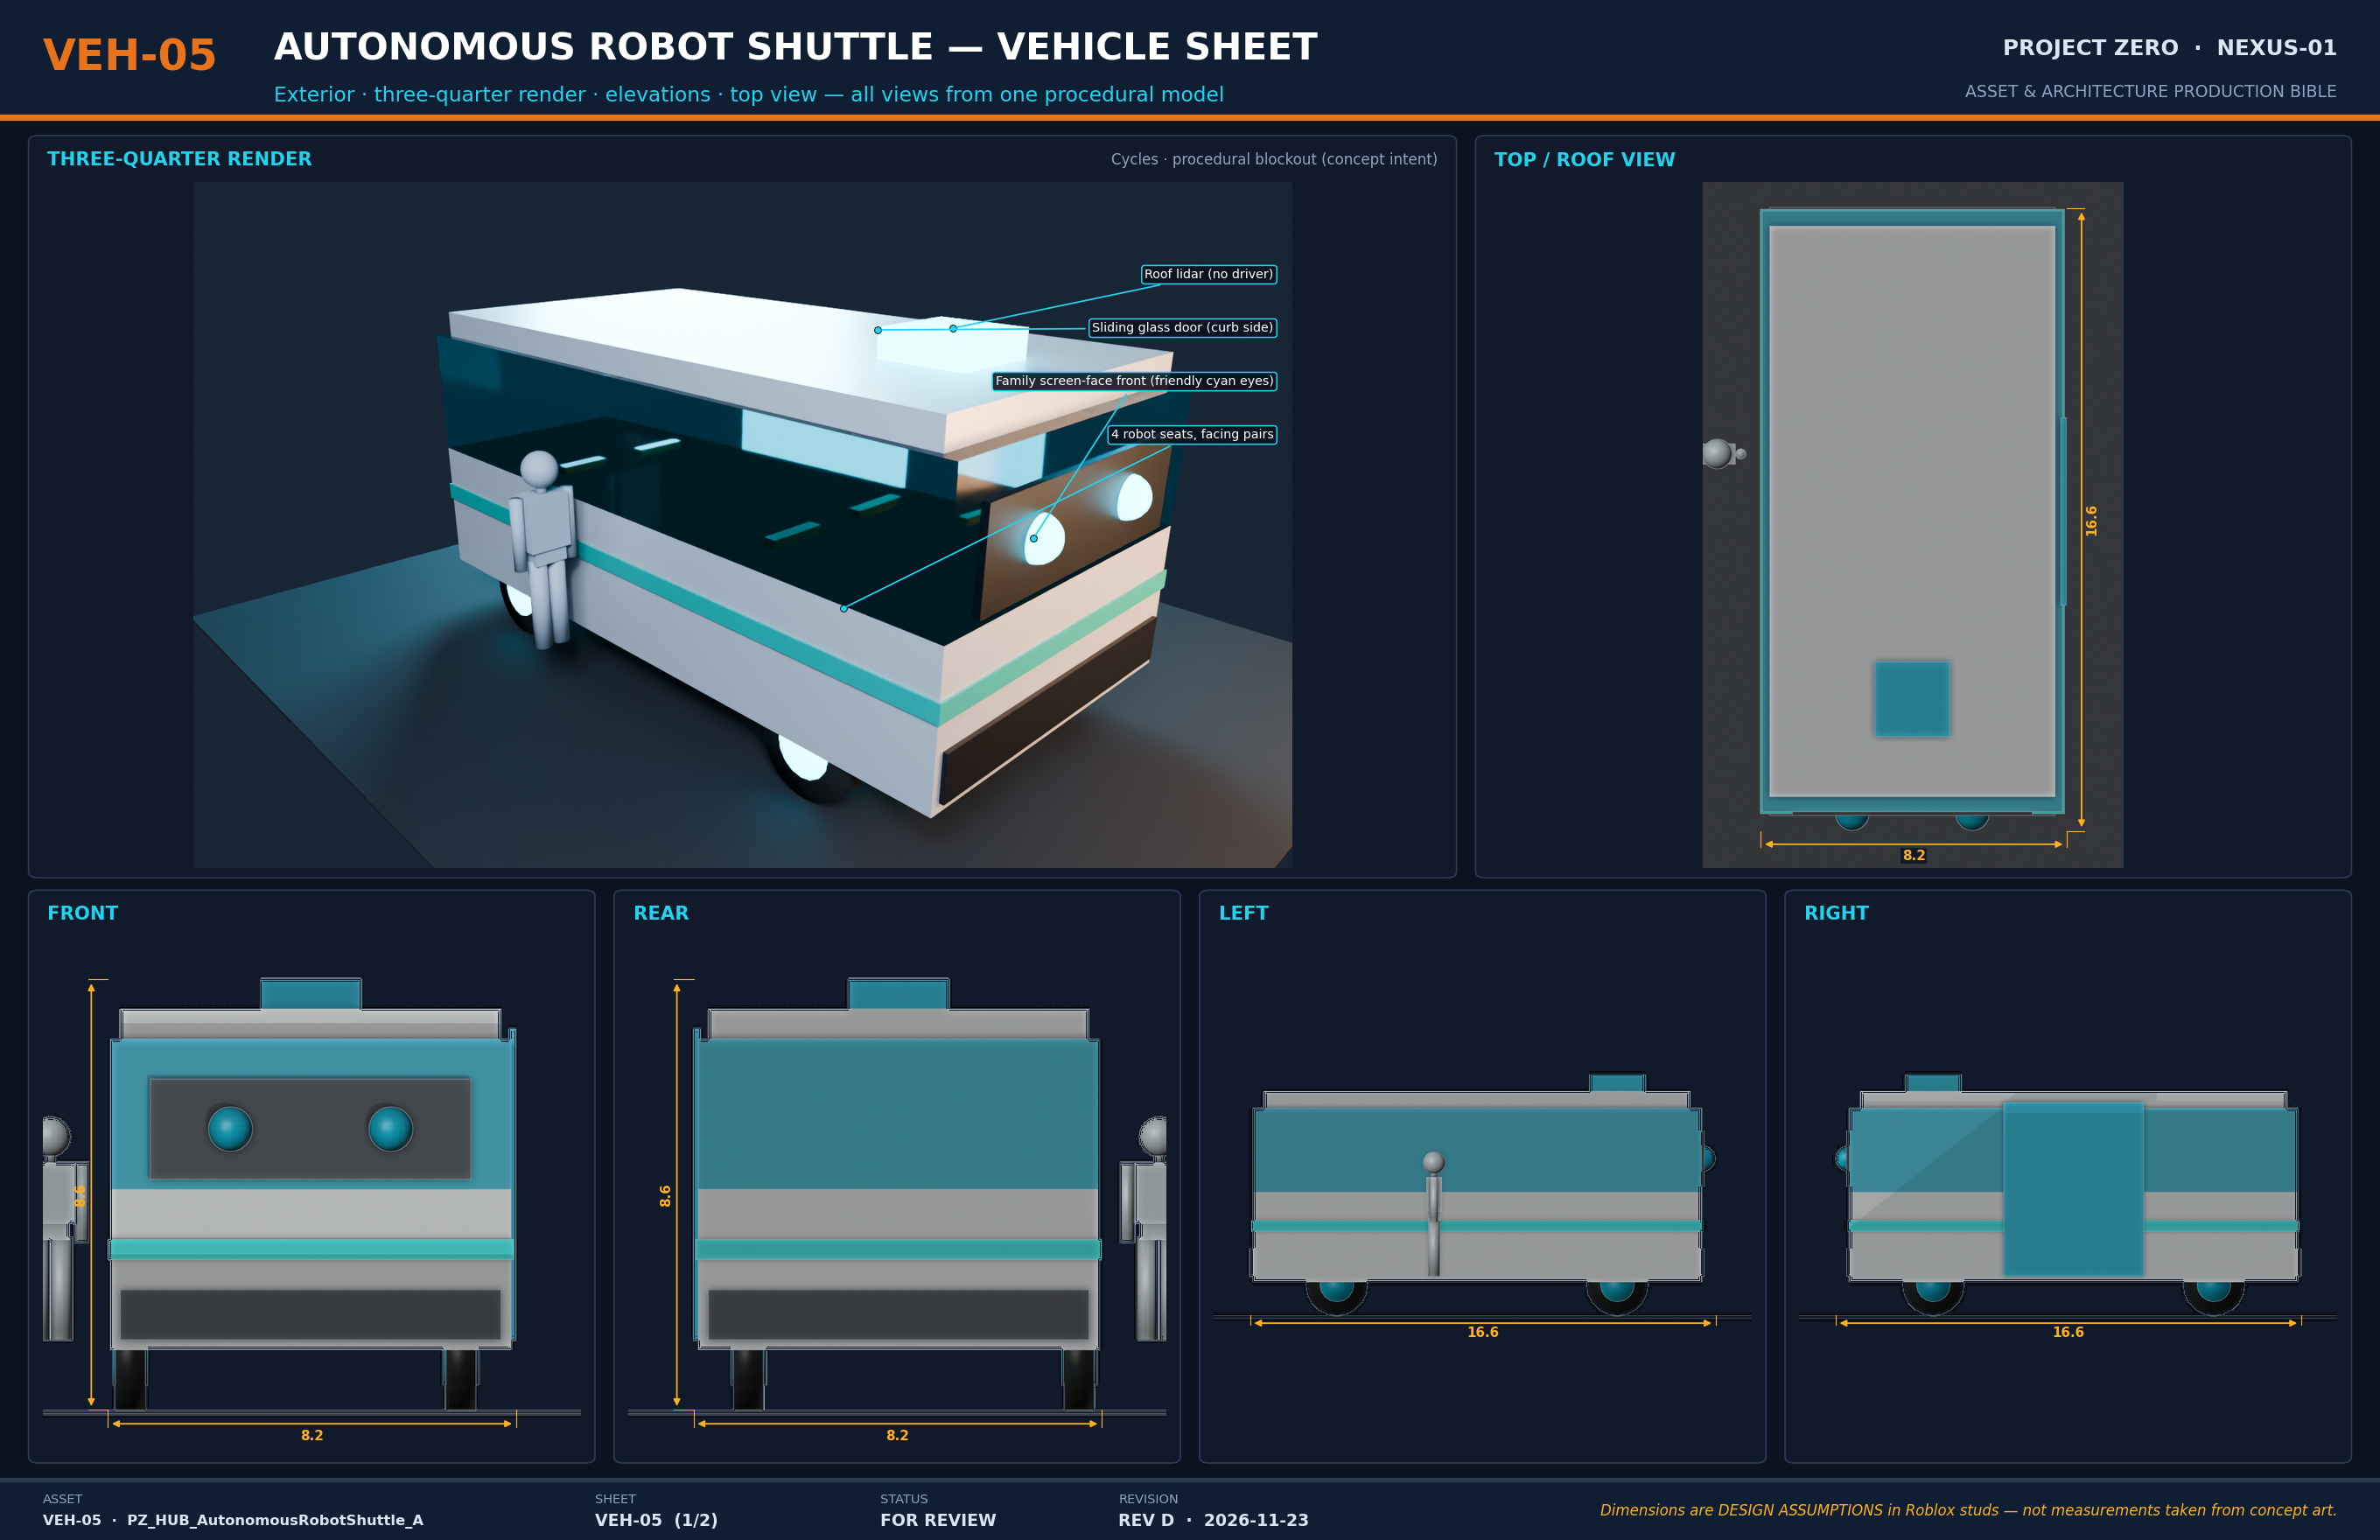 VEH-05
AUTONOMOUS ROBOT SHUTTLE — VEHICLE SHEET
Exterior · three-quarter render · elevations · top view — all views from one procedural model
PROJECT ZERO · NEXUS-01
ASSET & ARCHITECTURE PRODUCTION BIBLE
THREE-QUARTER RENDER
Cycles · procedural blockout (concept intent)
Roof lidar (no driver)
Sliding glass door (curb side)
Family screen-face front (friendly cyan eyes)
4 robot seats, facing pairs
TOP / ROOF VIEW
16.6
8.2
FRONT
8.6
8.2
REAR
8.6
8.2
LEFT
16.6
RIGHT
16.6
ASSET
VEH-05 · PZ_HUB_AutonomousRobotShuttle_A
SHEET
VEH-05 (1/2)
STATUS
FOR REVIEW
REVISION
REV D · 2026-11-23
Dimensions are DESIGN ASSUMPTIONS in Roblox studs — not measurements taken from concept art.